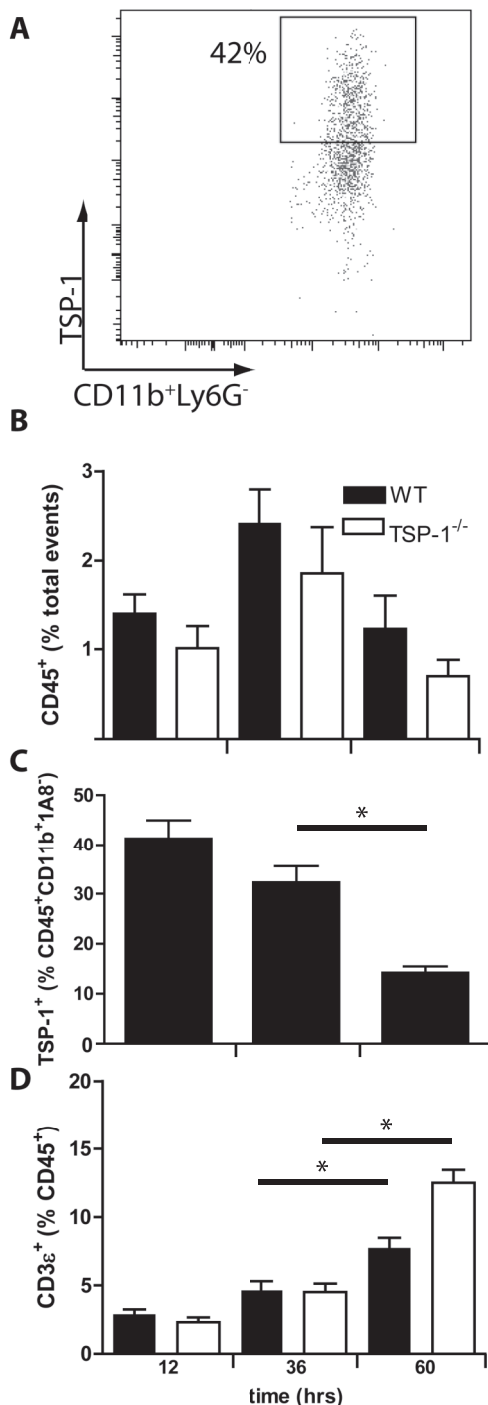 A
42%
TSP-1
CD11b⁺Ly6G⁻
B
3
2
1
CD45⁺ (% total events)
WT
TSP-1⁻/⁻
C
50
40
30
20
10
0
TSP-1⁺ (% CD45⁺CD11b⁺1A8⁻)
*
D
20
15
10
5
0
CD3ε⁺ (% CD45⁺)
*
*
12 36 60
time (hrs)